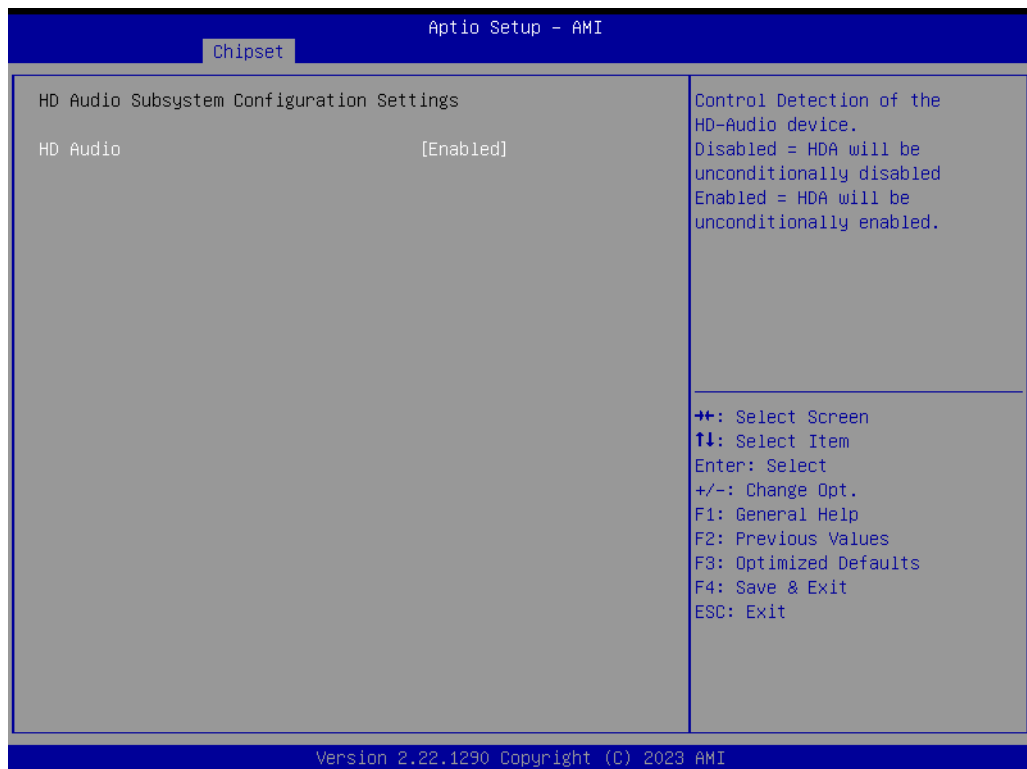 Aptio Setup – AMI
Chipset
HD Audio Subsystem Configuration Settings
HD Audio [Enabled]
Control Detection of the
HD-Audio device.
Disabled = HDA will be
unconditionally disabled
Enabled = HDA will be
unconditionally enabled.
→←: Select Screen
↑↓: Select Item
Enter: Select
+/-: Change Opt.
F1: General Help
F2: Previous Values
F3: Optimized Defaults
F4: Save & Exit
ESC: Exit
Version 2.22.1290 Copyright (C) 2023 AMI